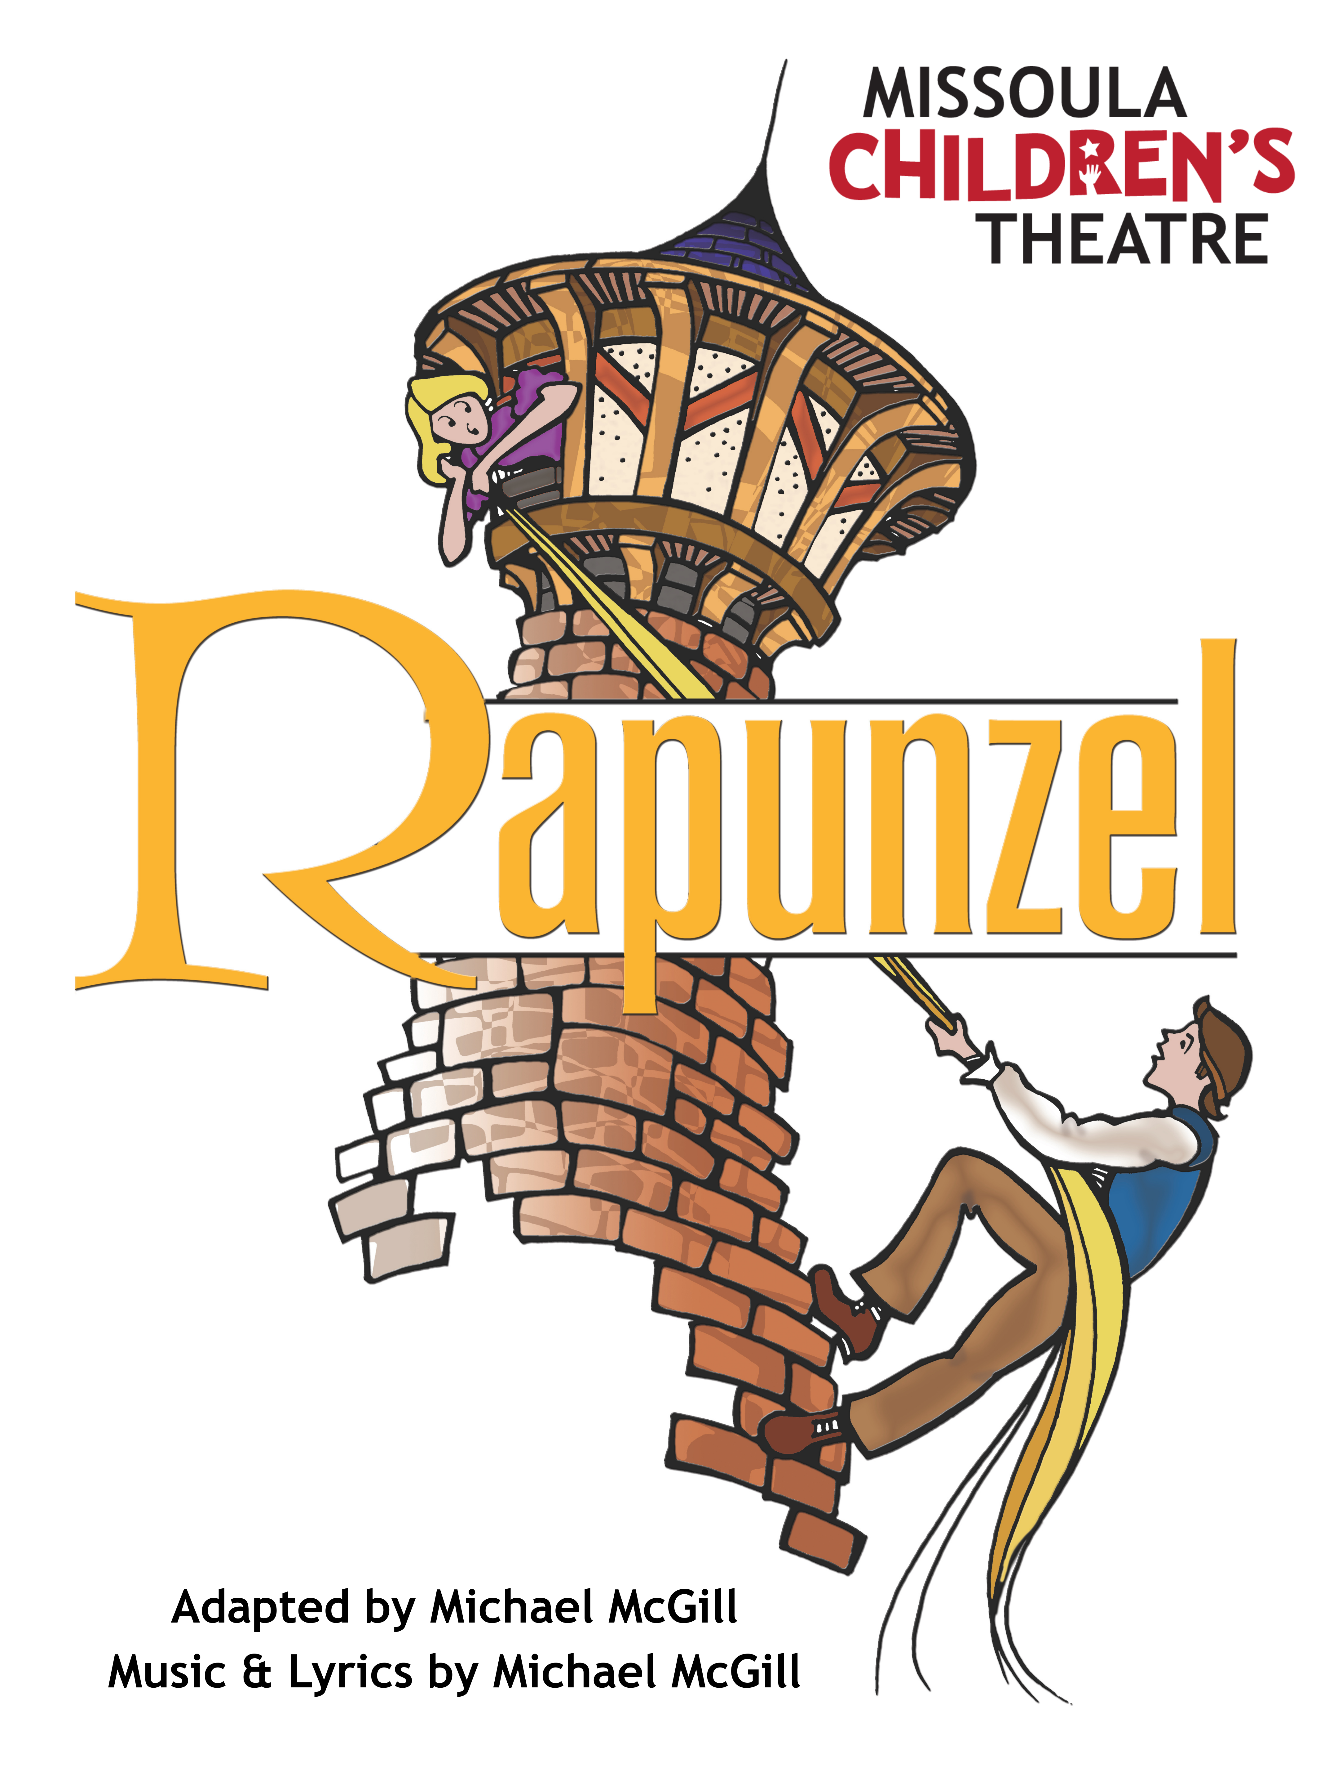 MISSOULA
CHILDREN'S
THEATRE
Rapunzel
Adapted by Michael McGill
Music & Lyrics by Michael McGill